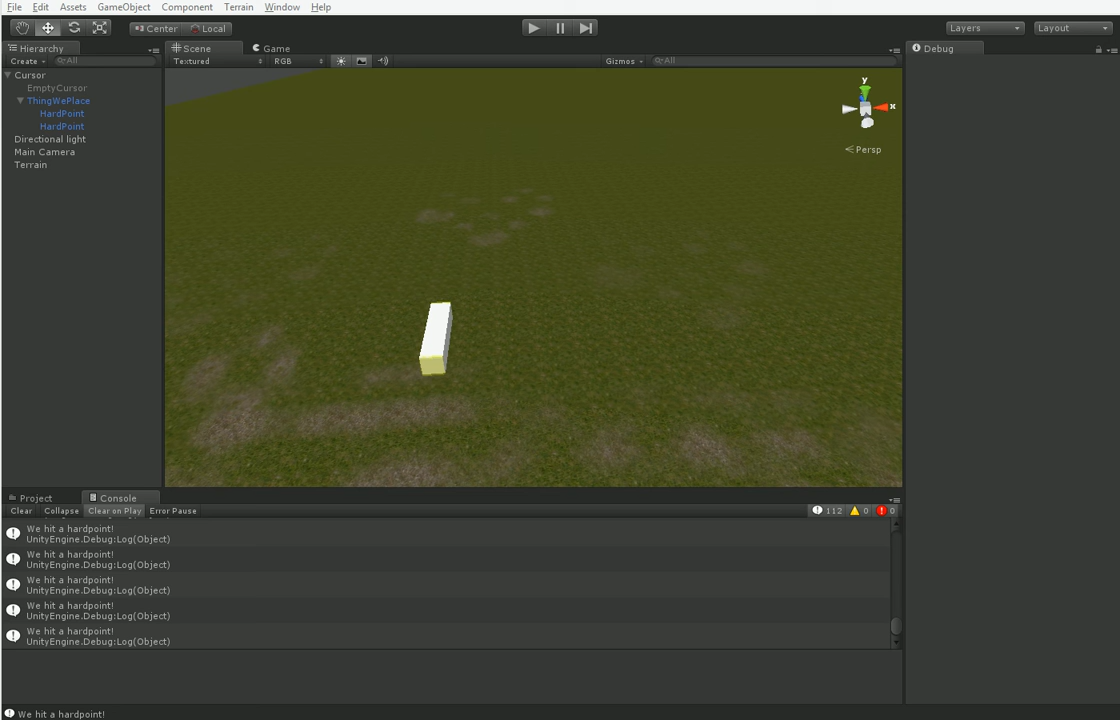 File Edit Assets GameObject Component Terrain Window Help
Center Local Layers Layout
Hierarchy Scene Game Debug
Create All Textured RGB Gizmos All
Cursor
EmptyCursor
ThingWePlace
HardPoint
HardPoint
Directional light
Main Camera
Terrain
y
x
Persp
Project Console
Clear Collapse Clear on Play Error Pause 112 0 0
We hit a hardpoint!
UnityEngine.Debug:Log(Object)
We hit a hardpoint!
UnityEngine.Debug:Log(Object)
We hit a hardpoint!
UnityEngine.Debug:Log(Object)
We hit a hardpoint!
UnityEngine.Debug:Log(Object)
We hit a hardpoint!
UnityEngine.Debug:Log(Object)
We hit a hardpoint!